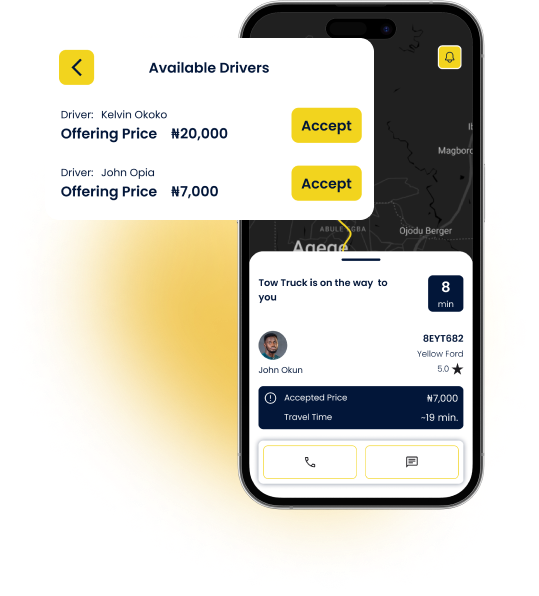 Available Drivers
Driver: Kelvin Okoko
Offering Price ₦20,000
Accept
Driver: John Opia
Offering Price ₦7,000
Accept
Magboro
Ojodu Berger
ABULE EGBA
Agege
Tow Truck is on the way to
you
8
min
8EYT682
Yellow Ford
John Okun
5.0
Accepted Price ₦7,000
Travel Time ~19 min.